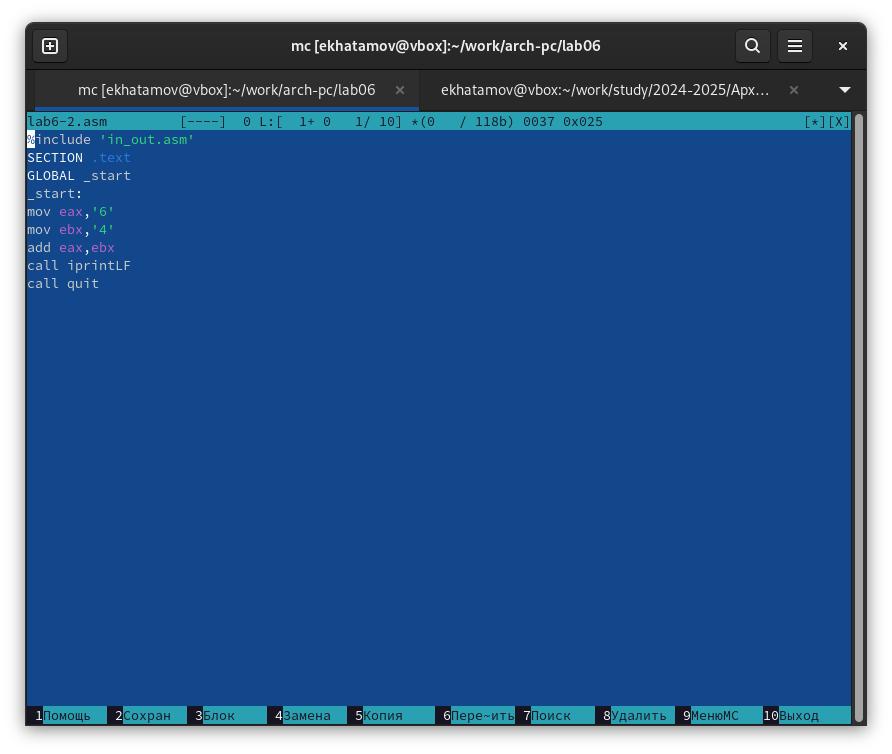 mc [ekhatamov@vbox]:~/work/arch-pc/lab06
mc [ekhatamov@vbox]:~/work/arch-pc/lab06 × ekhatamov@vbox:~/work/study/2024-2025/Арх... ×
lab6-2.asm [----] 0 L:[ 1+ 0 1/ 10] *(0 / 118b) 0037 0x025 [*][X]
%include 'in_out.asm'
SECTION .text
GLOBAL _start
_start:
mov eax,'6'
mov ebx,'4'
add eax,ebx
call iprintLF
call quit
1Помощь 2Сохран 3Блок 4Замена 5Копия 6Пере~ить 7Поиск 8Удалить 9МенюMC 10Выход